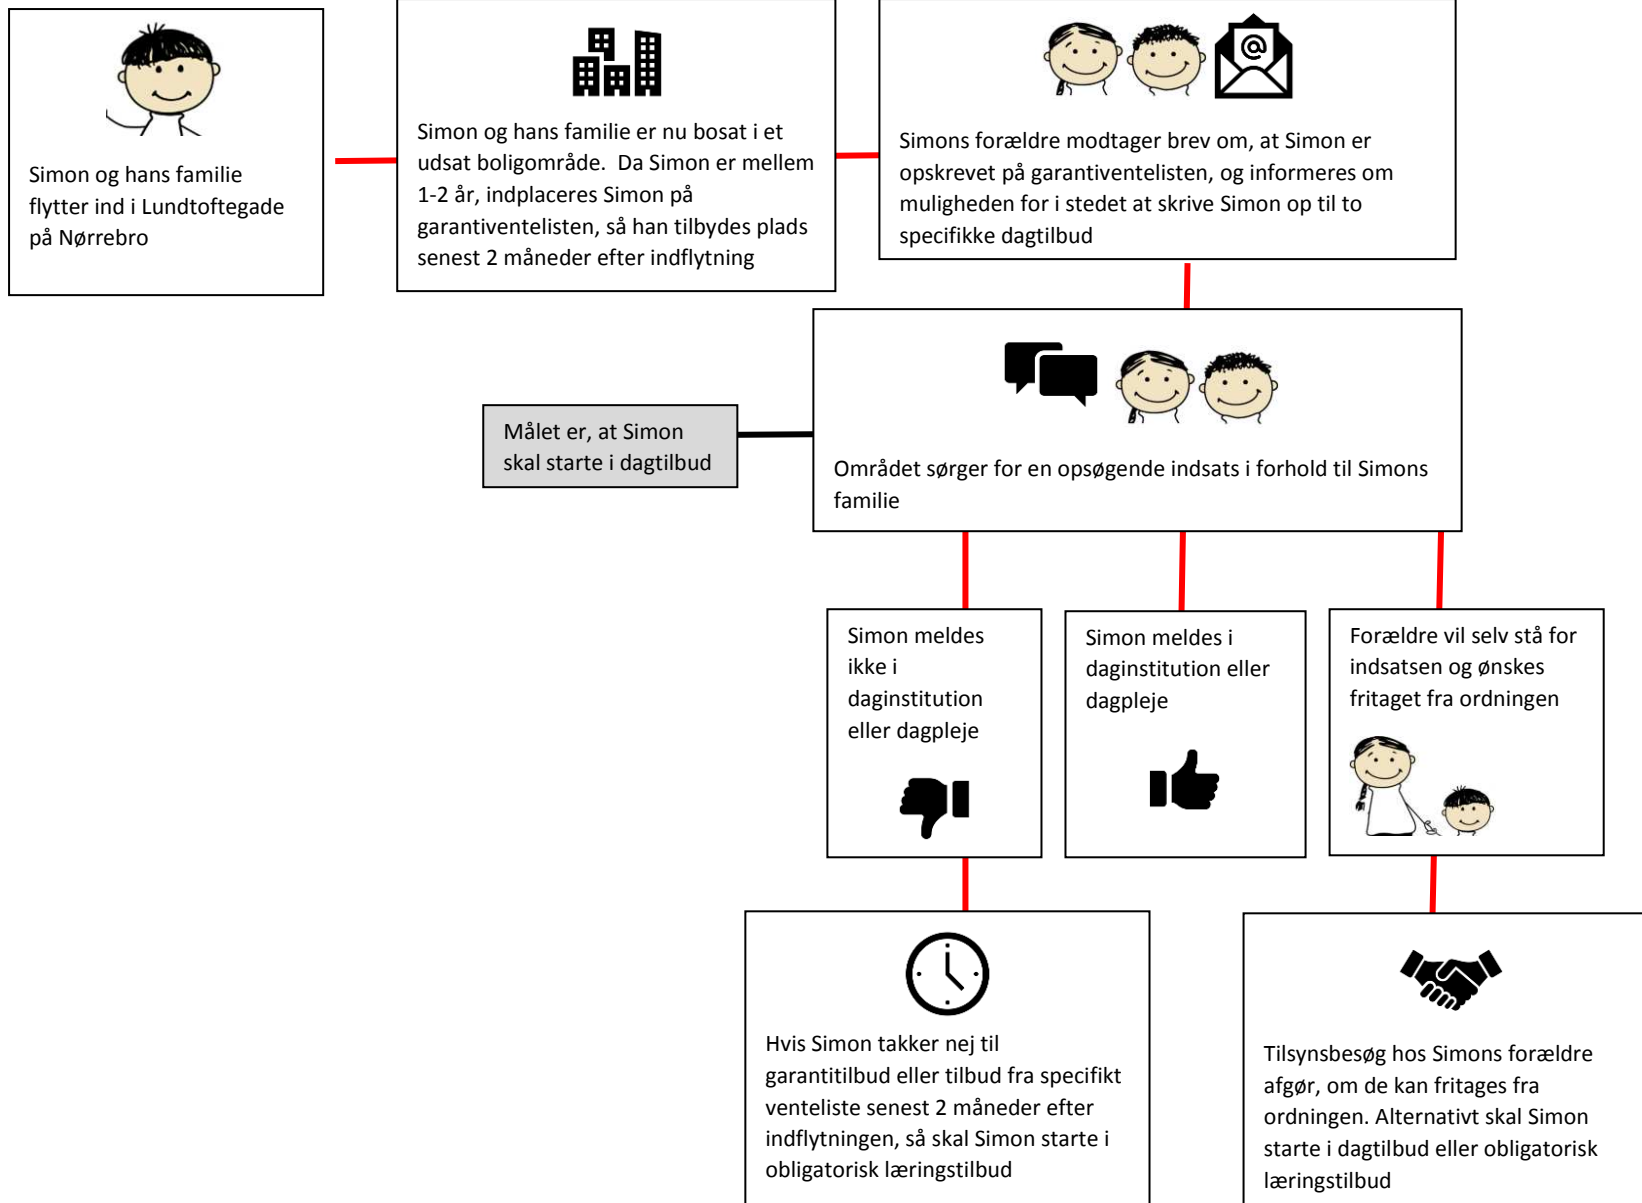 Simon og hans familie
flytter ind i Lundtoftegade
på Nørrebro
Simon og hans familie er nu bosat i et
udsat boligområde.  Da Simon er mellem
1-2 år, indplaceres Simon på
garantiventelisten, så han tilbydes plads
senest 2 måneder efter indflytning
@
Simons forældre modtager brev om, at Simon er
opskrevet på garantiventelisten, og informeres om
muligheden for i stedet at skrive Simon op til to
specifikke dagtilbud
Målet er, at Simon
skal starte i dagtilbud
Området sørger for en opsøgende indsats i forhold til Simons
familie
Simon meldes
ikke i
daginstitution
eller dagpleje
Simon meldes i
daginstitution eller
dagpleje
Forældre vil selv stå for
indsatsen og ønskes
fritaget fra ordningen
Hvis Simon takker nej til
garantitilbud eller tilbud fra specifikt
venteliste senest 2 måneder efter
indflytningen, så skal Simon starte i
obligatorisk læringstilbud
Tilsynsbesøg hos Simons forældre
afgør, om de kan fritages fra
ordningen. Alternativt skal Simon
starte i dagtilbud eller obligatorisk
læringstilbud